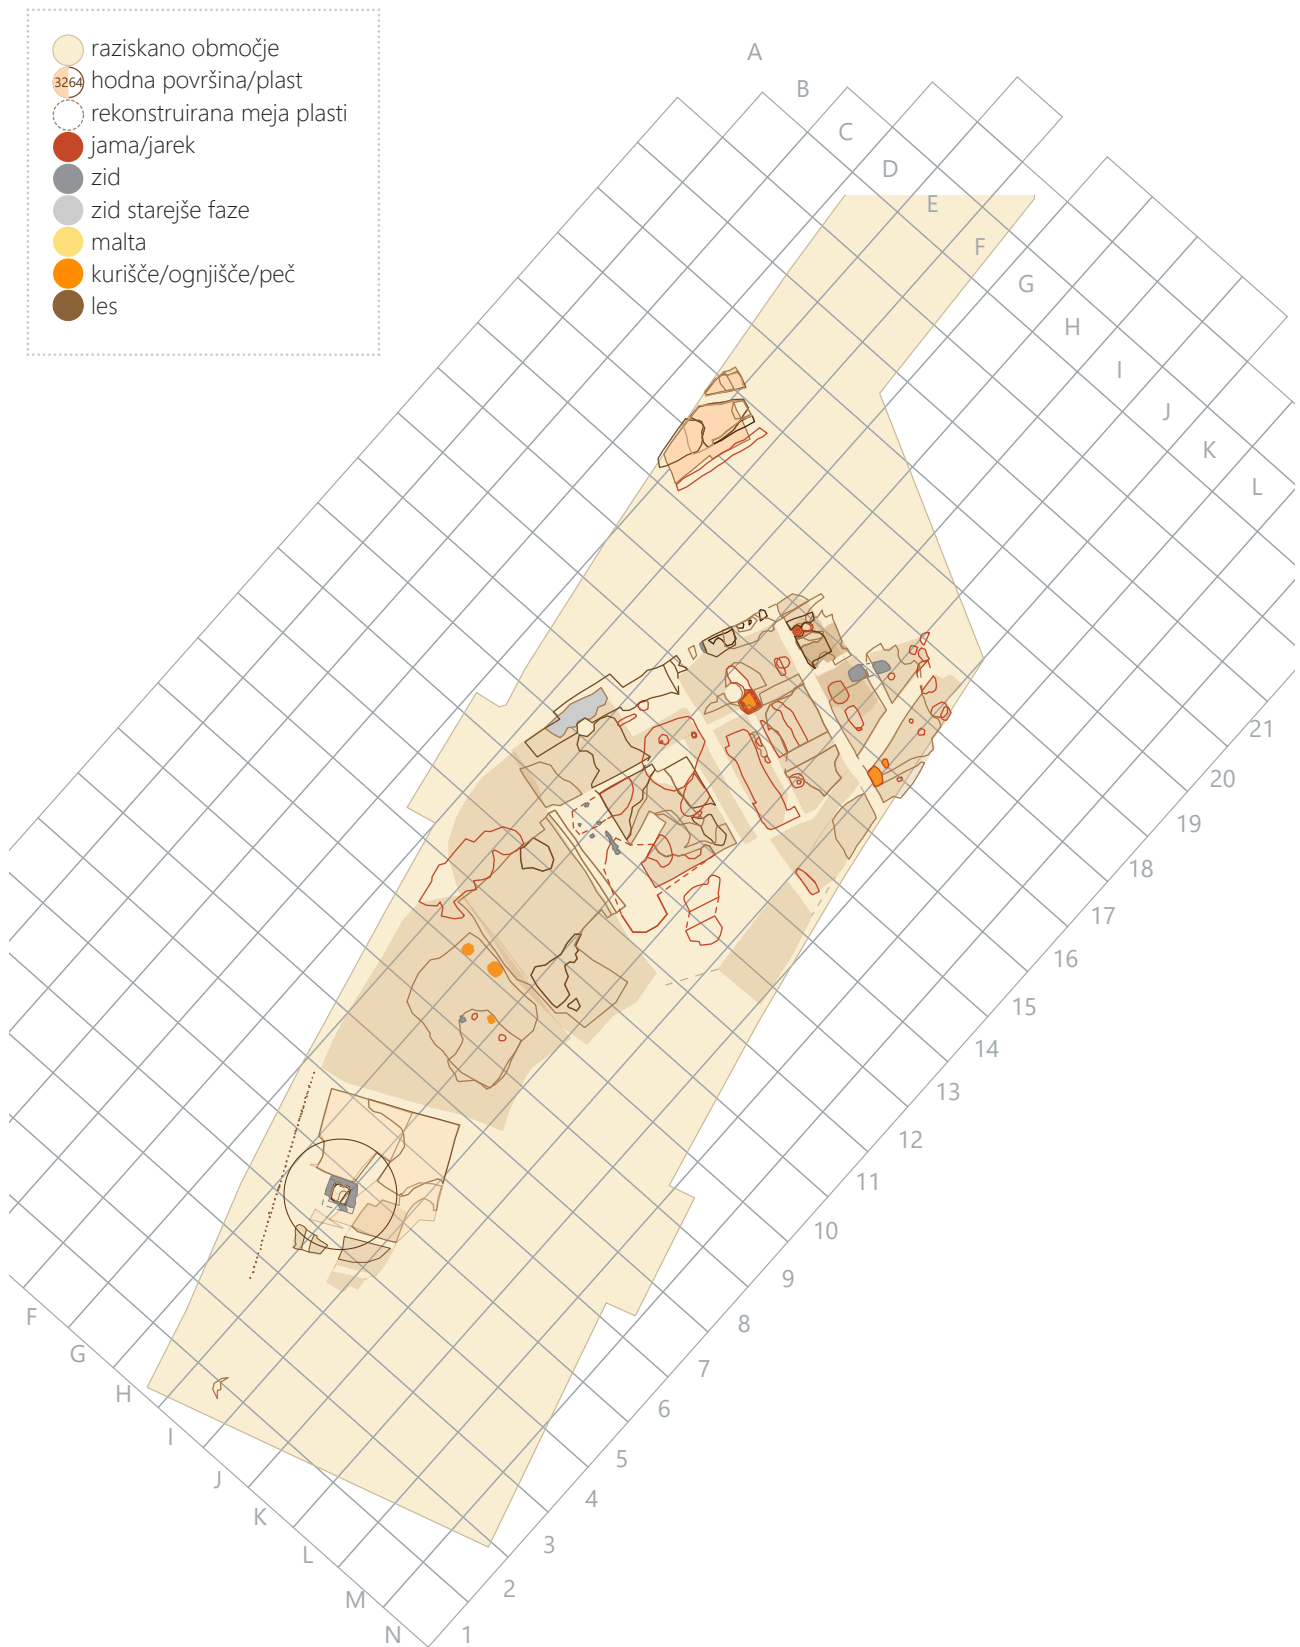 raziskano območje
3264 hodna površina/plast
rekonstruirana meja plasti
jama/jarek
zid
zid starejše faze
malta
kurišče/ognjišče/peč
les
A
B
C
D
E
F
G
H
I
J
K
L
21
20
19
18
17
16
15
14
13
12
11
10
9
8
7
6
5
4
3
2
1
F
G
H
I
J
K
L
M
N